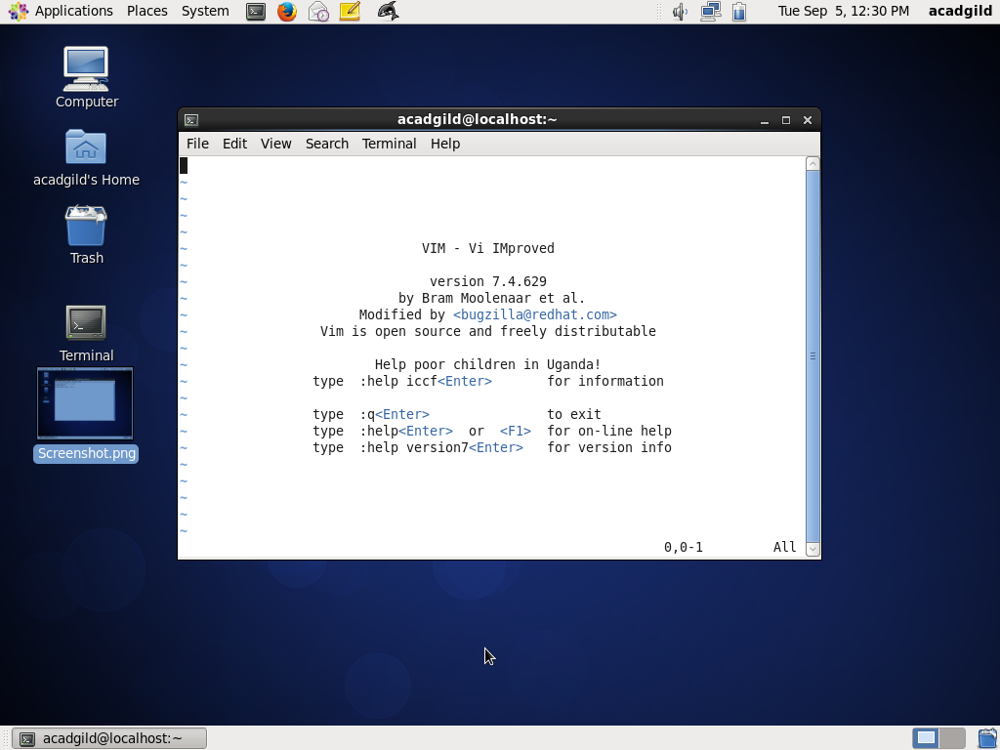 Applications Places System Tue Sep 5, 12:30 PM acadgild
Computer
acadgild's Home
Trash
Terminal
Screenshot.png
acadgild@localhost:~
File Edit View Search Terminal Help
~
~
~
~
VIM - Vi IMproved
~
version 7.4.629
by Bram Moolenaar et al.
Modified by <bugzilla@redhat.com>
Vim is open source and freely distributable
~
Help poor children in Uganda!
type :help iccf<Enter> for information
~
type :q<Enter> to exit
type :help<Enter> or <F1> for on-line help
type :help version7<Enter> for version info
~
~
~
~
~
0,0-1 All
acadgild@localhost:~